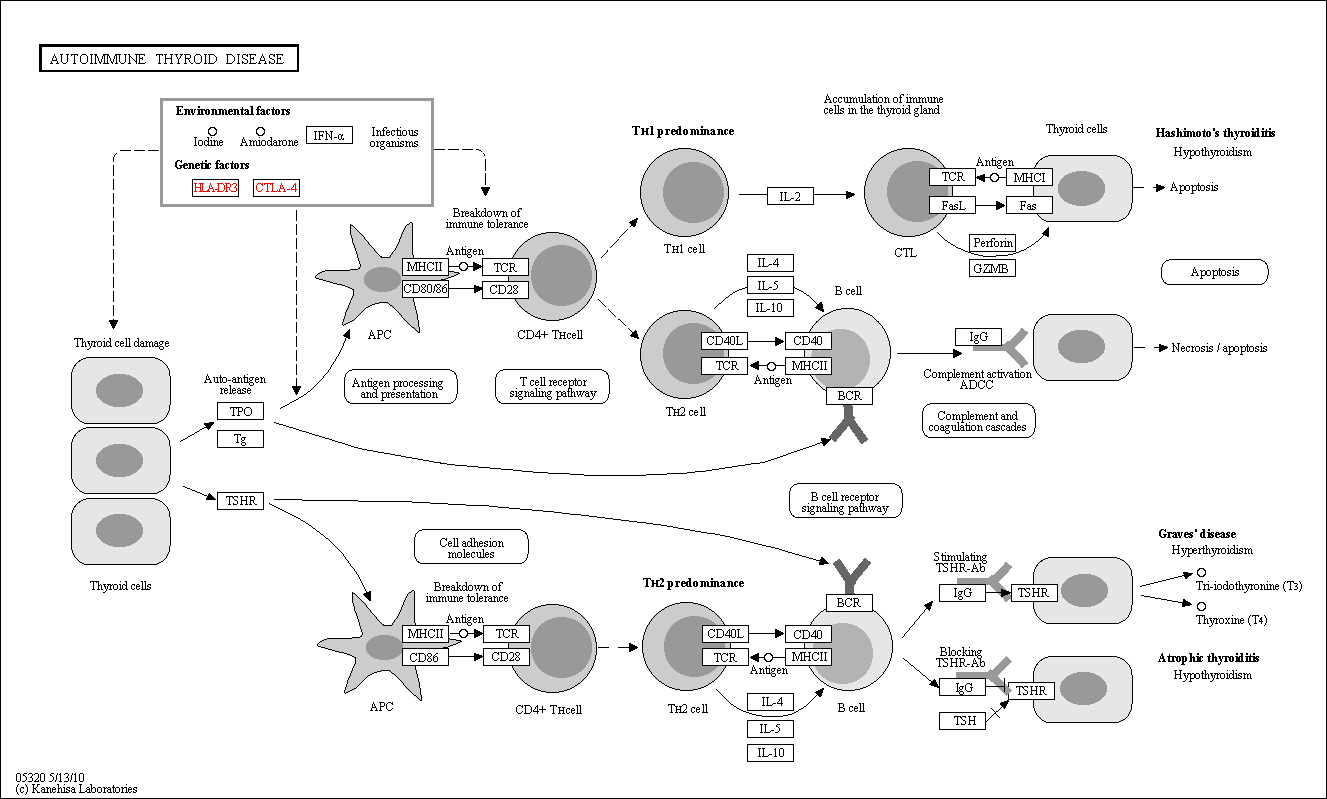 AUTOIMMUNE THYROID DISEASE
Environmental factors
Iodine
Amiodarone
IFN-α
Infectious
organisms
Genetic factors
HLA-DR3
CTLA-4
TH1 predominance
Accumulation of immune
cells in the thyroid gland
Thyroid cells
Hashimoto's thyroiditis
Hypothyroidism
TH1 cell
IL-2
CTL
TCR
Antigen
MHCI
FasL
Fas
Perforin
GZMB
Apoptosis
Apoptosis
Breakdown of
immune tolerance
Antigen
MHCII
TCR
CD80/86
CD28
APC
CD4+ THcell
Antigen processing
and presentation
T cell receptor
signaling pathway
IL-4
IL-5
IL-10
B cell
CD40L
CD40
TCR
MHCII
Antigen
TH2 cell
BCR
IgG
Complement activation
ADCC
Necrosis / apoptosis
Complement and
coagulation cascades
Thyroid cell damage
Auto-antigen
release
TPO
Tg
TSHR
Thyroid cells
B cell receptor
signaling pathway
Cell adhesion
molecules
Breakdown of
immune tolerance
Antigen
MHCII
TCR
CD86
CD28
APC
CD4+ THcell
TH2 predominance
CD40L
CD40
TCR
MHCII
Antigen
TH2 cell
BCR
IL-4
IL-5
IL-10
B cell
Stimulating
TSHR-Ab
IgG
TSHR
Graves' disease
Hyperthyroidism
Tri-iodothyronine (T3)
Thyroxine (T4)
Blocking
TSHR-Ab
IgG
TSHR
TSH
Atrophic thyroiditis
Hypothyroidism
05320 5/13/10
(c) Kanehisa Laboratories